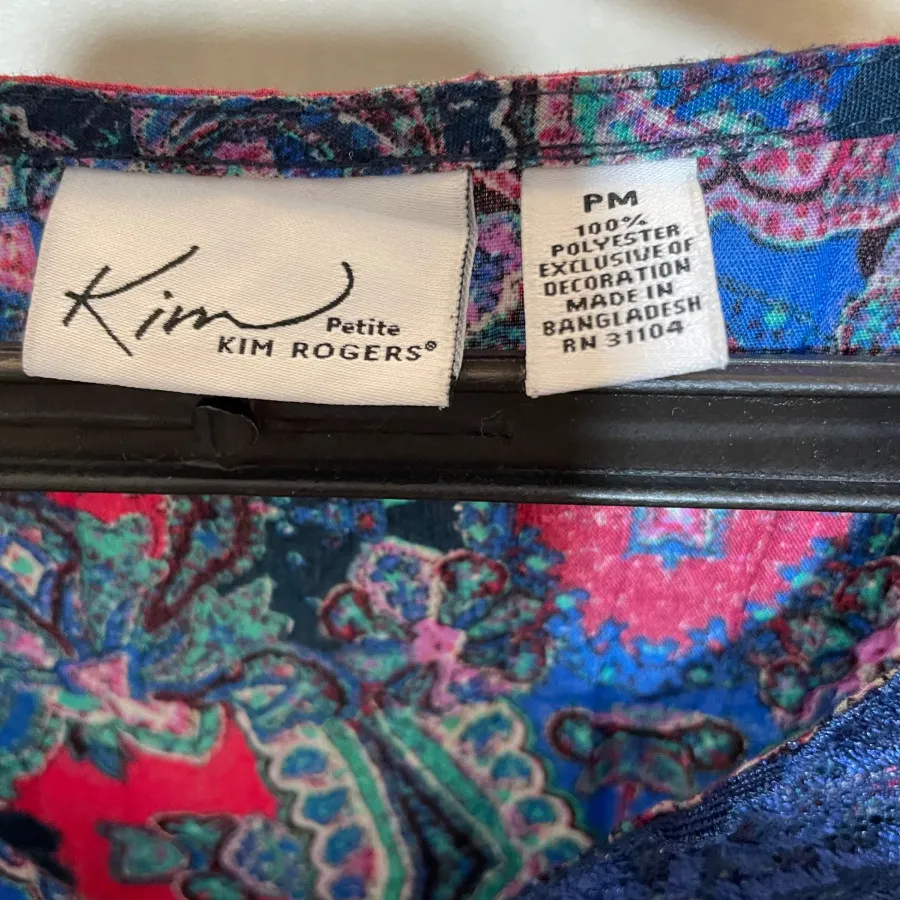 Kim
Petite
KIM ROGERS®
PM
100%
POLYESTER
EXCLUSIVE OF
DECORATION
MADE IN
BANGLADESH
RN 31104